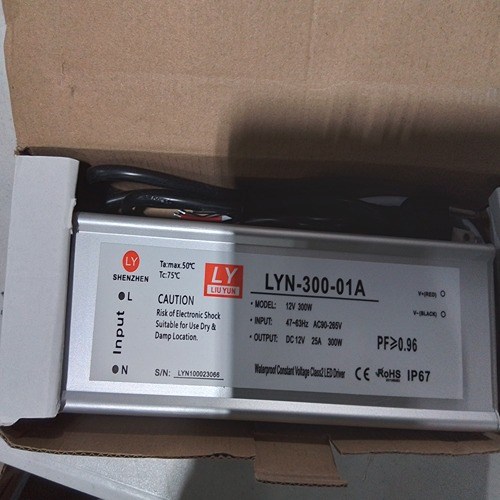 LY
SHENZHEN
Ta:max.50℃
Tc:75℃
LY
LIU YUN
LYN-300-01A
L
Input
N
CAUTION
Risk of Electronic Shock
Suitable for Use Dry &
Damp Location.
S/N: LYN100023066
• MODEL: 12V 300W
• INPUT: 47~63Hz AC90-265V
• OUTPUT: DC12V 25A 300W
Waterproof Constant Voltage Class2 LED Driver
V+(RED)
V-(BLACK)
PF≥0.96
CE RoHS IP67